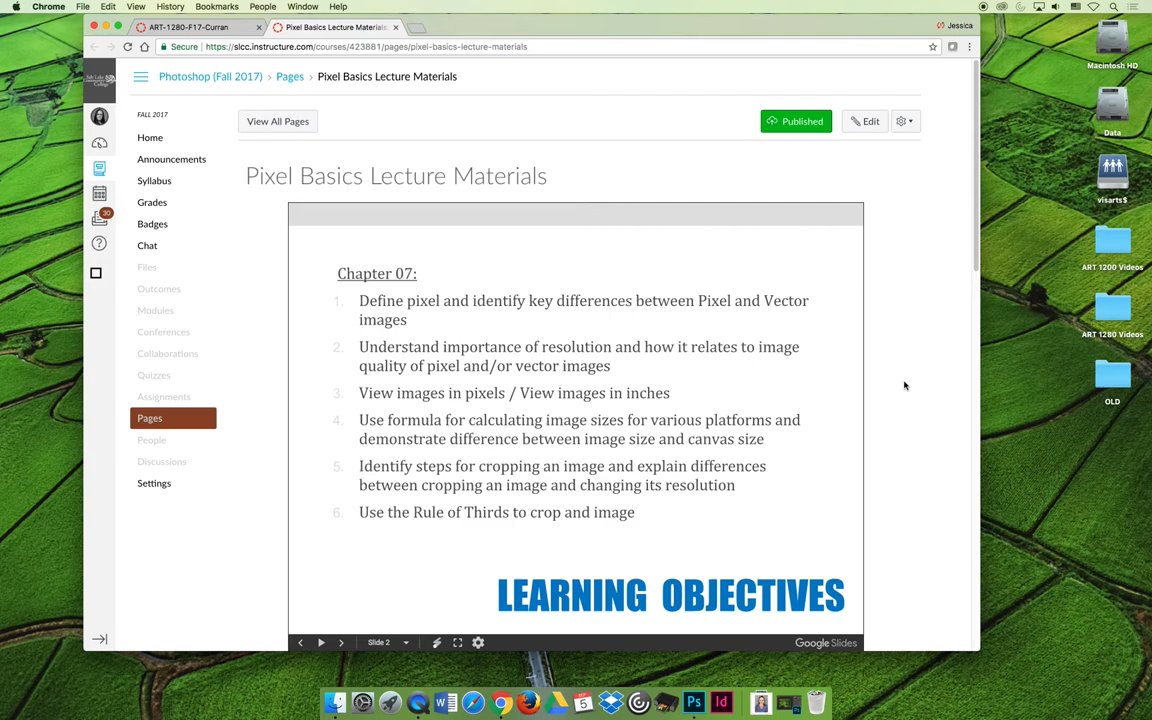 Chrome File Edit View History Bookmarks People Window Help
ART-1280-F17-Curran
Pixel Basics Lecture Materials
Jessica
Secure https://slcc.instructure.com/courses/423881/pages/pixel-basics-lecture-materials
Photoshop (Fall 2017) > Pages > Pixel Basics Lecture Materials
FALL 2017
Home
Announcements
Syllabus
Grades
Badges
Chat
Files
Outcomes
Modules
Conferences
Collaborations
Quizzes
Assignments
Pages
People
Discussions
Settings
30
View All Pages
Published
Edit
Pixel Basics Lecture Materials
Chapter 07:
1. Define pixel and identify key differences between Pixel and Vector
images
2. Understand importance of resolution and how it relates to image
quality of pixel and/or vector images
3. View images in pixels / View images in inches
4. Use formula for calculating image sizes for various platforms and
demonstrate difference between image size and canvas size
5. Identify steps for cropping an image and explain differences
between cropping an image and changing its resolution
6. Use the Rule of Thirds to crop and image
LEARNING OBJECTIVES
Slide 2
Google Slides
Macintosh HD
Data
visarts$
ART 1200 Videos
ART 1280 Videos
OLD
W
5
Ps
Id